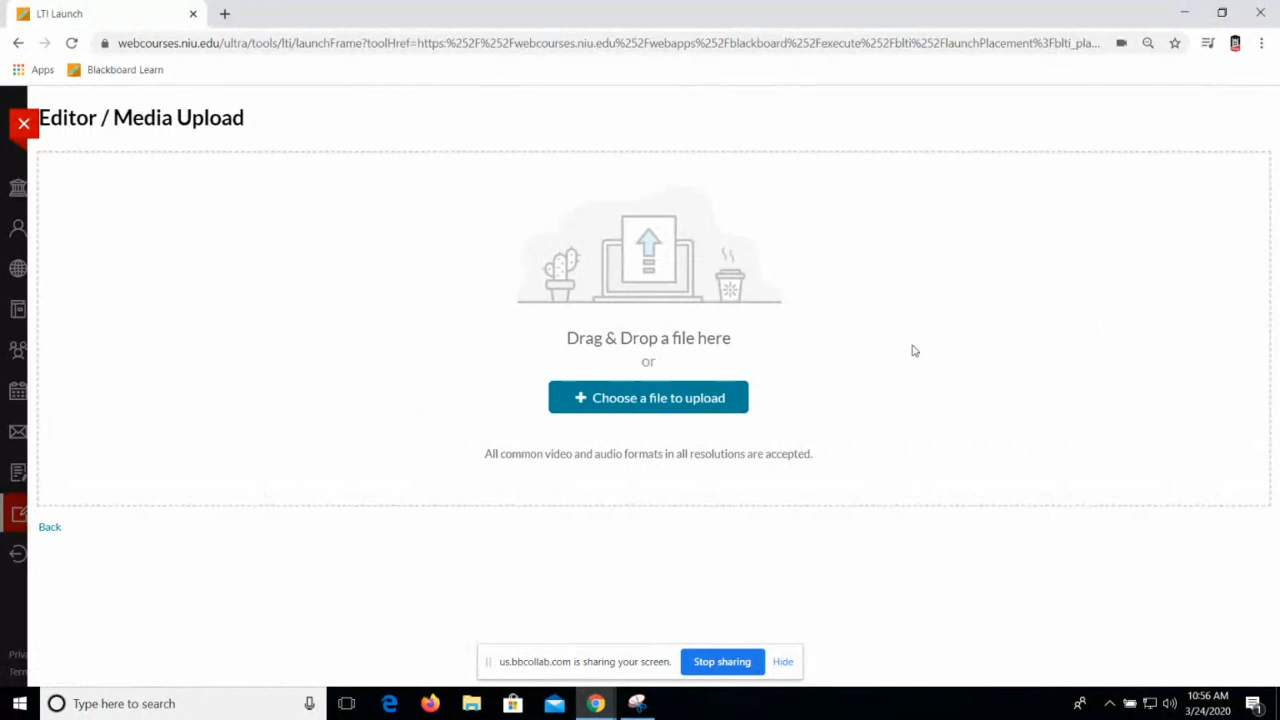 LTI Launch
webcourses.niu.edu/ultra/tools/lti/launchFrame?toolHref=https:%252F%252Fwebcourses.niu.edu%252Fwebapps%252Fblackboard%252Fexecute%252Fblti%252FlaunchPlacement%3Fblti_pla...
Apps Blackboard Learn
Editor / Media Upload
Drag & Drop a file here
or
+ Choose a file to upload
All common video and audio formats in all resolutions are accepted.
Back
Priva
Term
us.bbcollab.com is sharing your screen. Stop sharing Hide
Type here to search
10:56 AM
3/24/2020
1